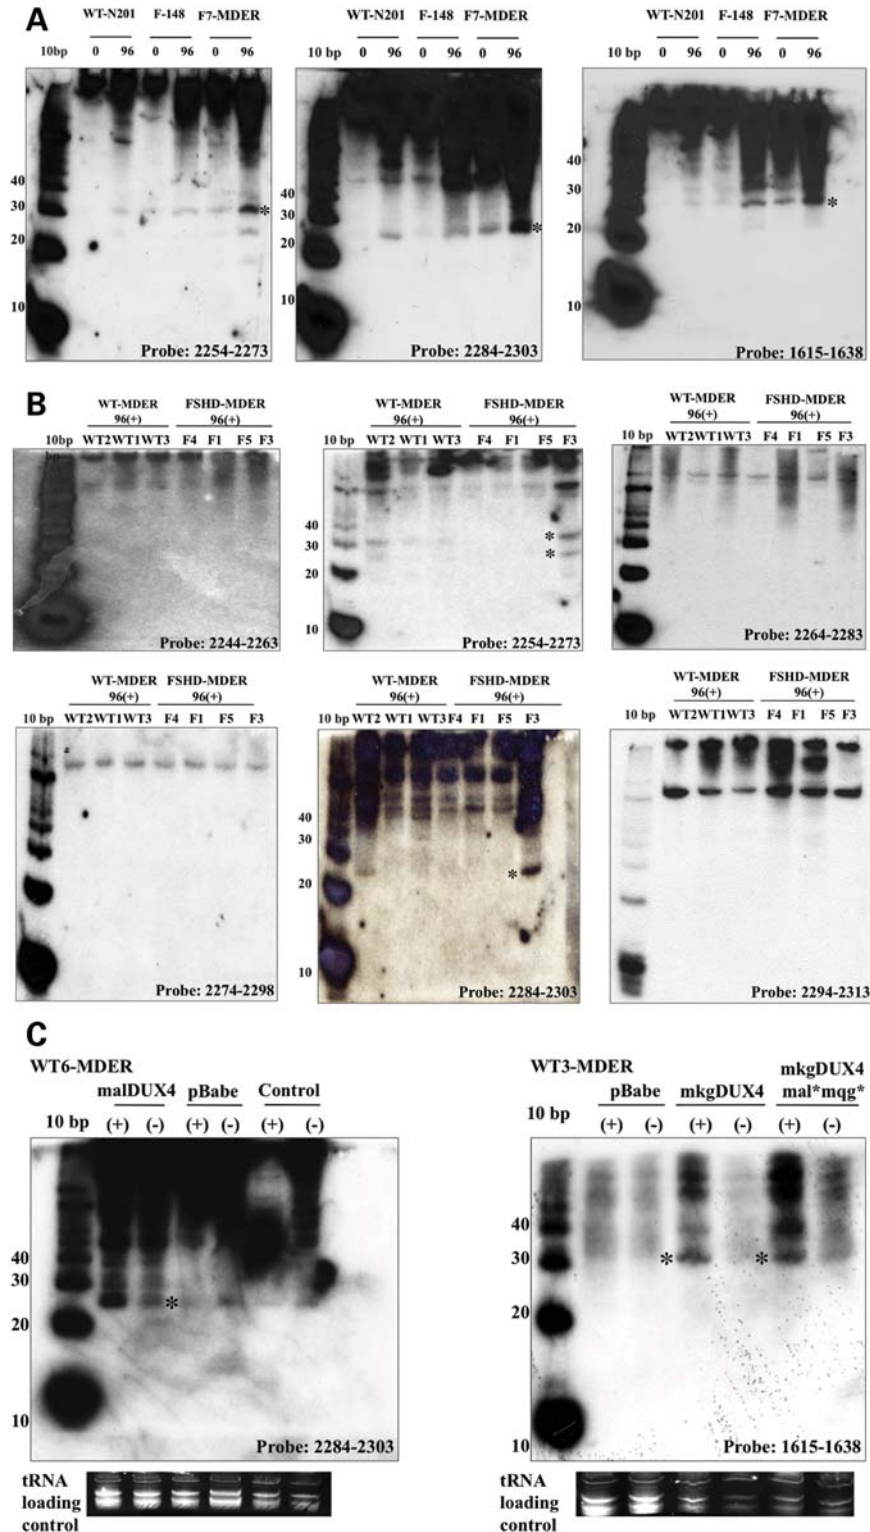 A
WT-N201 F-148 F7-MDER
10bp 0 96 0 96 0 96
40
30
20
10
*
Probe: 2254-2273
WT-N201 F-148 F7-MDER
10 bp 0 96 0 96 0 96
40
30
20
10
*
Probe: 2284-2303
WT-N201 F-148 F7-MDER
10 bp 0 96 0 96 0 96
40
30
20
10
*
Probe: 1615-1638
B
WT-MDER FSHD-MDER
96(+) 96(+)
10 bp WT2 WT1 WT3 F4 F1 F5 F3
Probe: 2244-2263
WT-MDER FSHD-MDER
96(+) 96(+)
10 bp WT2 WT1 WT3 F4 F1 F5 F3
40
30
20
10
*
*
Probe: 2254-2273
WT-MDER FSHD-MDER
96(+) 96(+)
10 bp WT2 WT1 WT3 F4 F1 F5 F3
Probe: 2264-2283
WT-MDER FSHD-MDER
96(+) 96(+)
10 bp WT2 WT1 WT3 F4 F1 F5 F3
Probe: 2274-2298
WT-MDER FSHD-MDER
96(+) 96(+)
10 bp WT2 WT1 WT3 F4 F1 F5 F3
40
30
20
10
*
Probe: 2284-2303
WT-MDER FSHD-MDER
96(+) 96(+)
10 bp WT2 WT1 WT3 F4 F1 F5 F3
Probe: 2294-2313
C
WT6-MDER
malDUX4 pBabe Control
10 bp (+) (-) (+) (-) (+) (-)
40
30
20
10
*
Probe: 2284-2303
tRNA
loading
control
WT3-MDER
mkgDUX4
pBabe mkgDUX4 mal*mqg*
10 bp
(+) (-) (+) (-) (+) (-)
40
30
20
10
* *
Probe: 1615-1638
tRNA
loading
control